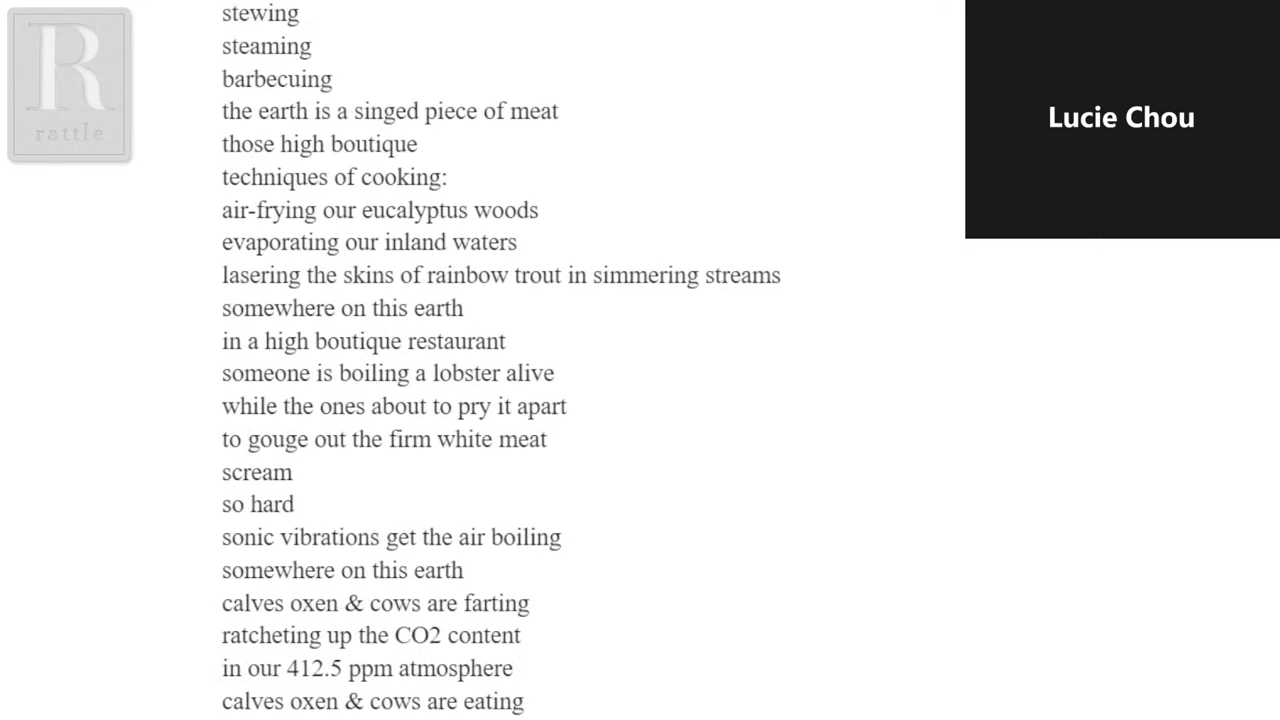 R
rattle
stewing
steaming
barbecuing
the earth is a singed piece of meat
those high boutique
techniques of cooking:
air-frying our eucalyptus woods
evaporating our inland waters
lasering the skins of rainbow trout in simmering streams
somewhere on this earth
in a high boutique restaurant
someone is boiling a lobster alive
while the ones about to pry it apart
to gouge out the firm white meat
scream
so hard
sonic vibrations get the air boiling
somewhere on this earth
calves oxen & cows are farting
ratcheting up the CO2 content
in our 412.5 ppm atmosphere
calves oxen & cows are eating
Lucie Chou